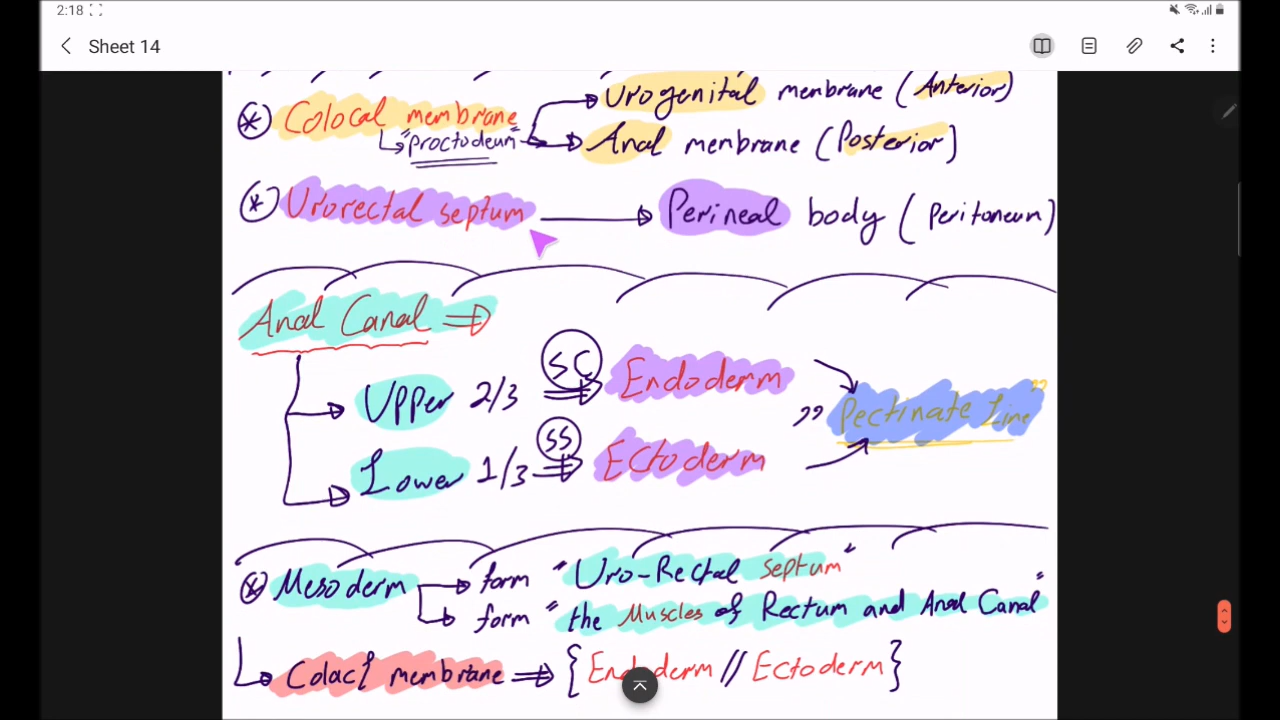 2:18
Sheet 14
* Colocal membrane → Urogenital menbrane (Anterior)
↳ "proctodeum" → Anal menbrane (Posterior)
* Urorectal septum → Perineal body (Peritoneum)
Anal Canal ⇒
→ Upper 2/3 SC ⇒ Endoderm
" Pectinate Line "
→ Lower 1/3 SS ⇒ Ectoderm
* Mesoderm → form "Uro-Rectal septum"
→ form "the Muscles of Rectum and Anal Canal"
↳ Colacl membrane ⇒ {Endoderm // Ectoderm}